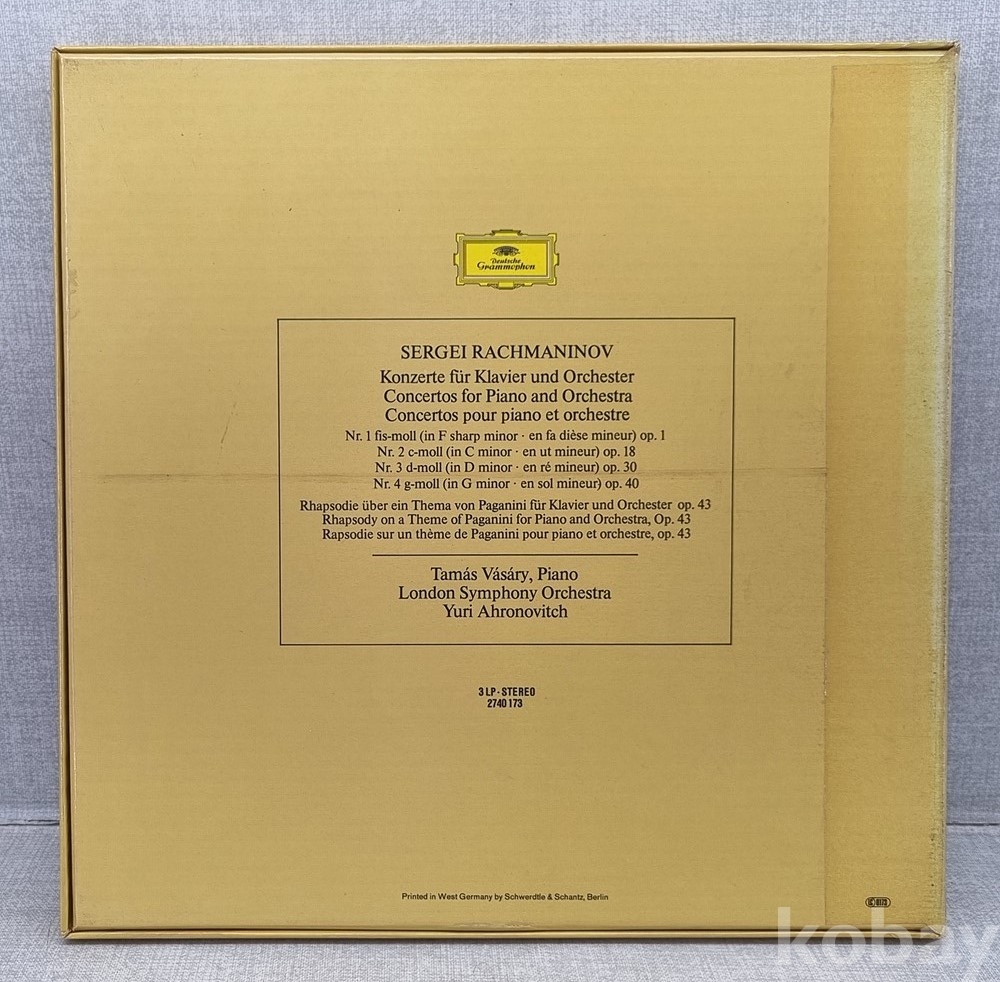 Deutsche
Grammophon
SERGEI RACHMANINOV
Konzerte für Klavier und Orchester
Concertos for Piano and Orchestra
Concertos pour piano et orchestre
Nr. 1 fis-moll (in F sharp minor · en fa dièse mineur) op. 1
Nr. 2 c-moll (in C minor · en ut mineur) op. 18
Nr. 3 d-moll (in D minor · en ré mineur) op. 30
Nr. 4 g-moll (in G minor · en sol mineur) op. 40
Rhapsodie über ein Thema von Paganini für Klavier und Orchester op. 43
Rhapsody on a Theme of Paganini for Piano and Orchestra, Op. 43
Rapsodie sur un thème de Paganini pour piano et orchestre, op. 43
Tamás Vásáry, Piano
London Symphony Orchestra
Yuri Ahronovitch
3 LP · STEREO
2740 173
Printed in West Germany by Schwerdtle & Schantz, Berlin
kobay